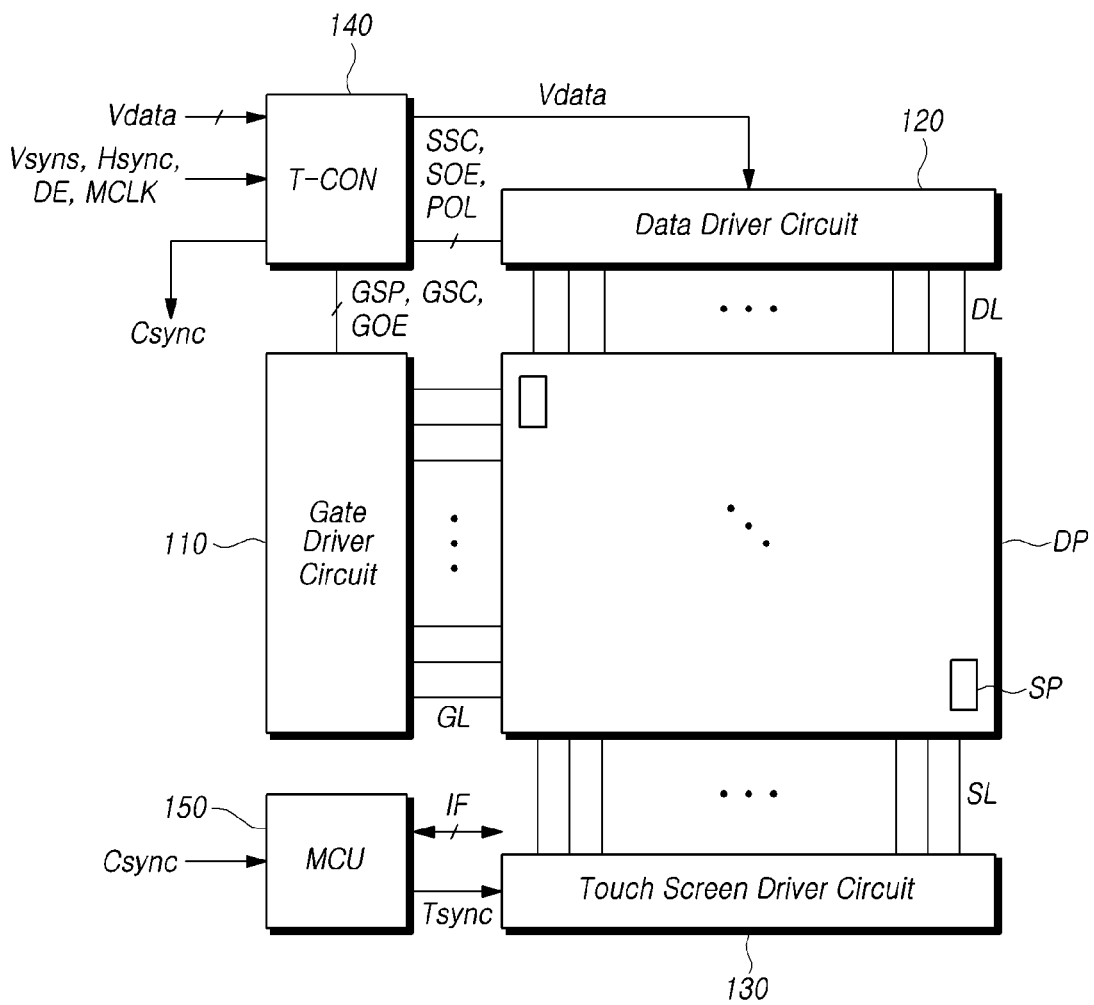 140
Vdata
Vdata
120
Vsyns, Hsync,
DE, MCLK
T-CON
SSC,
SOE,
POL
Data Driver Circuit
GSP, GSC,
GOE
Csync
DL
110
Gate
Driver
Circuit
DP
SP
GL
150
IF
SL
Csync
MCU
Tsync
Touch Screen Driver Circuit
130